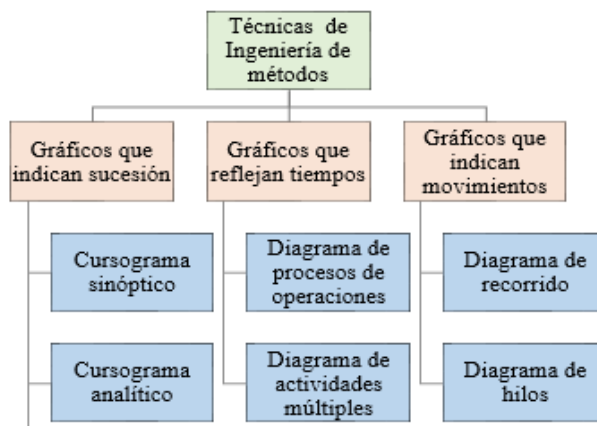 Técnicas de
Ingeniería de
métodos
Gráficos que
indican sucesión
Gráficos que
reflejan tiempos
Gráficos que
indican
movimientos
Cursograma
sinóptico
Diagrama de
procesos de
operaciones
Diagrama de
recorrido
Cursograma
analítico
Diagrama de
actividades
múltiples
Diagrama de
hilos